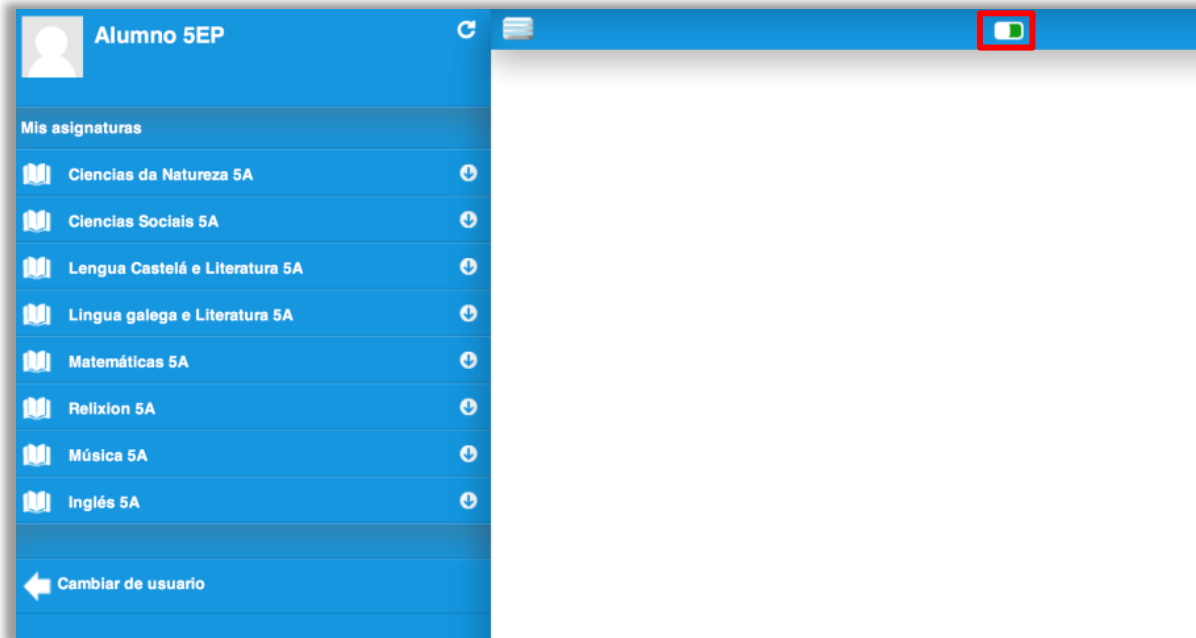 Alumno 5EP
Mis asignaturas
Ciencias da Natureza 5A
Ciencias Sociais 5A
Lengua Castelá e Literatura 5A
Lingua galega e Literatura 5A
Matemáticas 5A
Relixion 5A
Música 5A
Inglés 5A
Cambiar de usuario